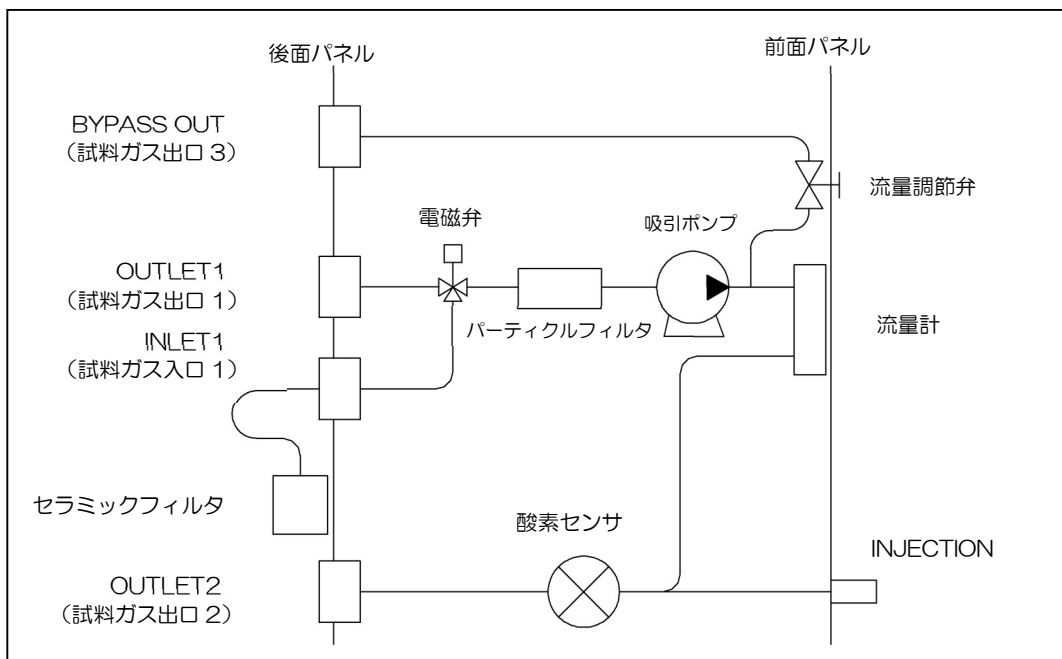 後面パネル
前面パネル
BYPASS OUT
（試料ガス出口３）
流量調節弁
電磁弁
吸引ポンプ
OUTLET1
（試料ガス出口１）
パーティクルフィルタ
流量計
INLET1
（試料ガス入口１）
セラミックフィルタ
酸素センサ
INJECTION
OUTLET2
（試料ガス出口２）